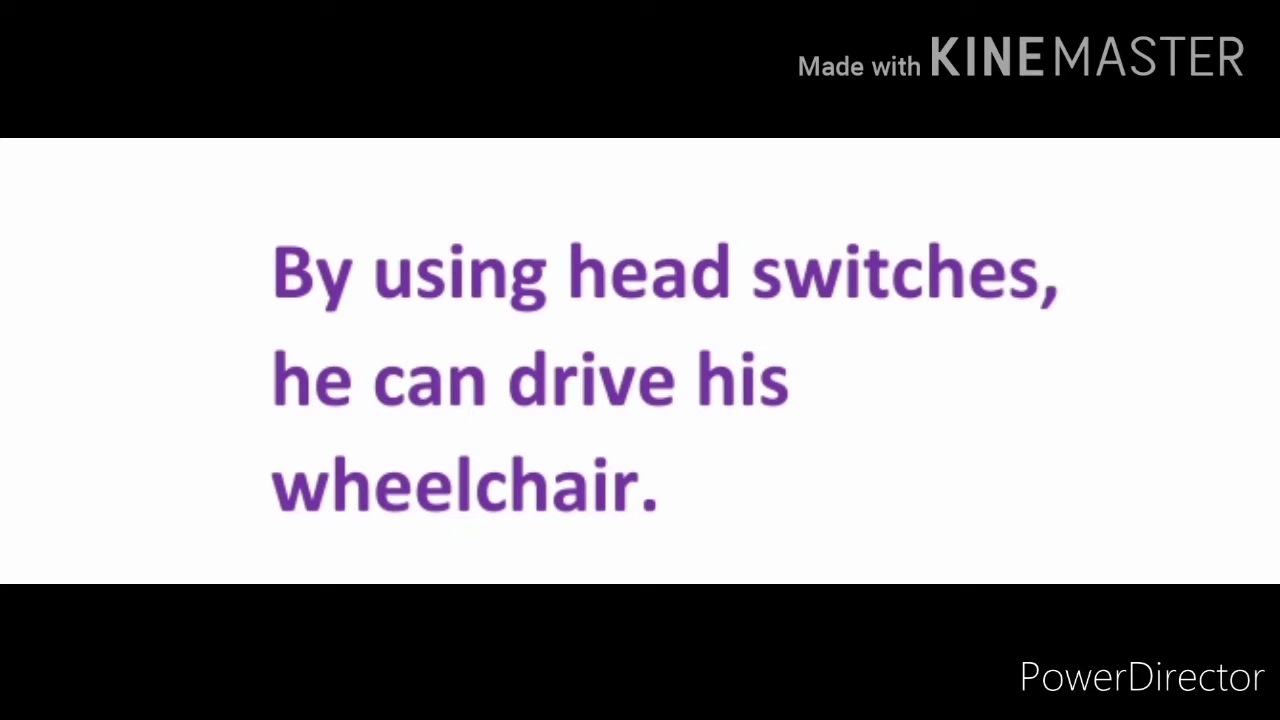 Made with KINEMASTER
By using head switches,
he can drive his
wheelchair.
PowerDirector